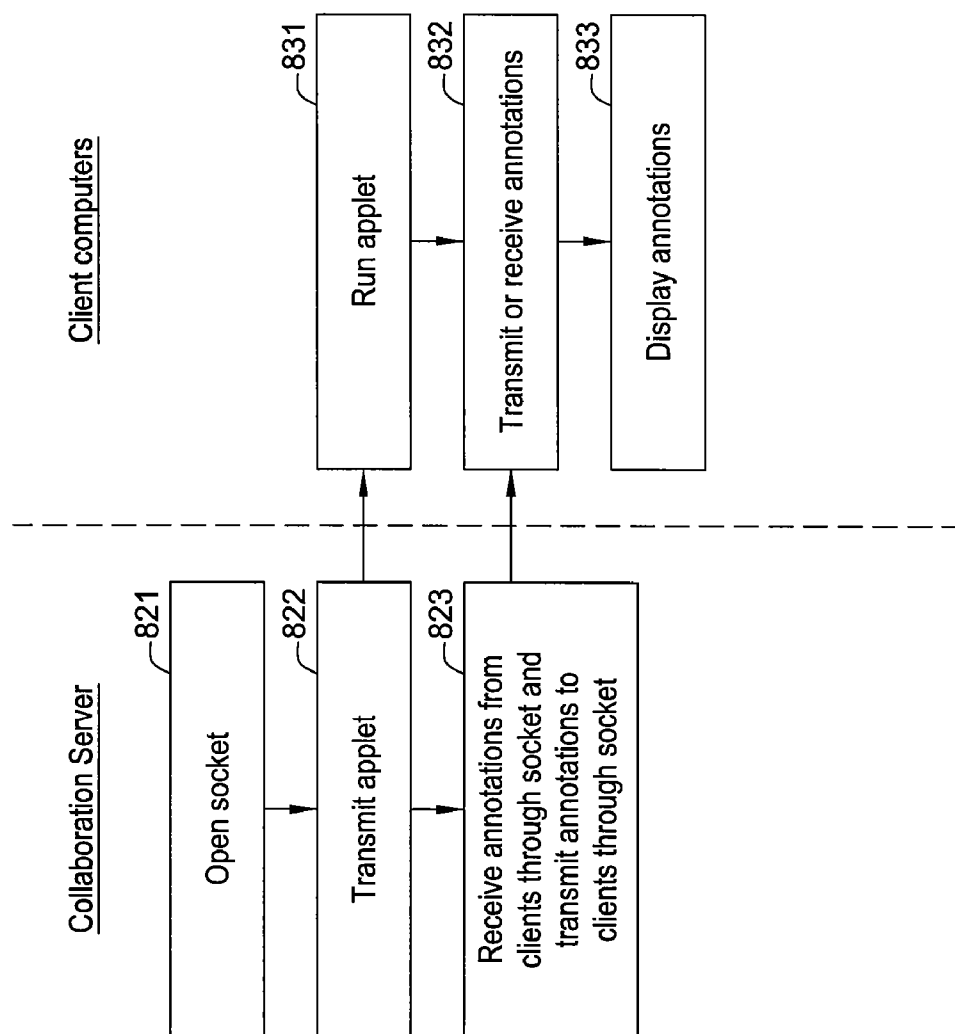 Collaboration Server
821
Open socket
822
Transmit applet
823
Receive annotations from
clients through socket and
transmit annotations to
clients through socket
Client computers
831
Run applet
832
Transmit or receive annotations
833
Display annotations